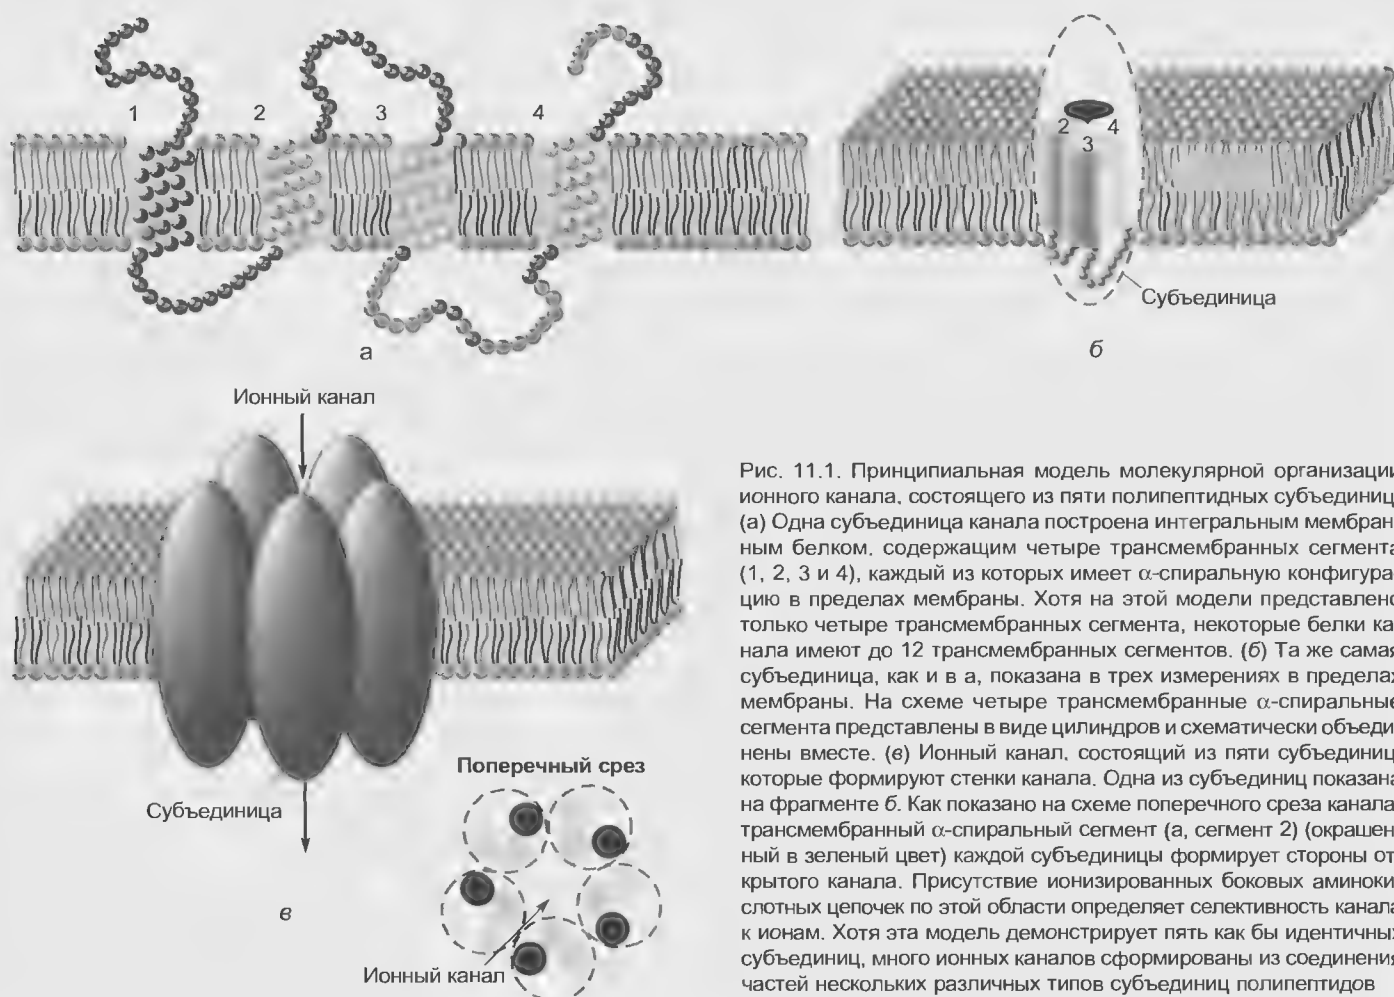 1 2 3 4
2 4
3
Субъединица
а
б
Ионный канал
Субъединица
в
Поперечный срез
Ионный канал
Рис. 11.1. Принципиальная модель молекулярной организации
ионного канала, состоящего из пяти полипептидных субъединиц
(а) Одна субъединица канала построена интегральным мембран
ным белком, содержащим четыре трансмембранных сегмента
(1, 2, 3 и 4), каждый из которых имеет α-спиральную конфигура
цию в пределах мембраны. Хотя на этой модели представлено
только четыре трансмембранных сегмента, некоторые белки ка
нала имеют до 12 трансмембранных сегментов. (б) Та же самая
субъединица, как и в а, показана в трех измерениях в пределах
мембраны. На схеме четыре трансмембранные α-спиральные
сегмента представлены в виде цилиндров и схематически объеди
нены вместе. (в) Ионный канал, состоящий из пяти субъединиц
которые формируют стенки канала. Одна из субъединиц показана
на фрагменте б. Как показано на схеме поперечного среза канала
трансмембранный α-спиральный сегмент (а, сегмент 2) (окрашен
ный в зеленый цвет) каждой субъединицы формирует стороны от
крытого канала. Присутствие ионизированных боковых аминоки
слотных цепочек по этой области определяет селективность канала
к ионам. Хотя эта модель демонстрирует пять как бы идентичных
субъединиц, много ионных каналов сформированы из соединения
частей нескольких различных типов субъединиц полипептидов